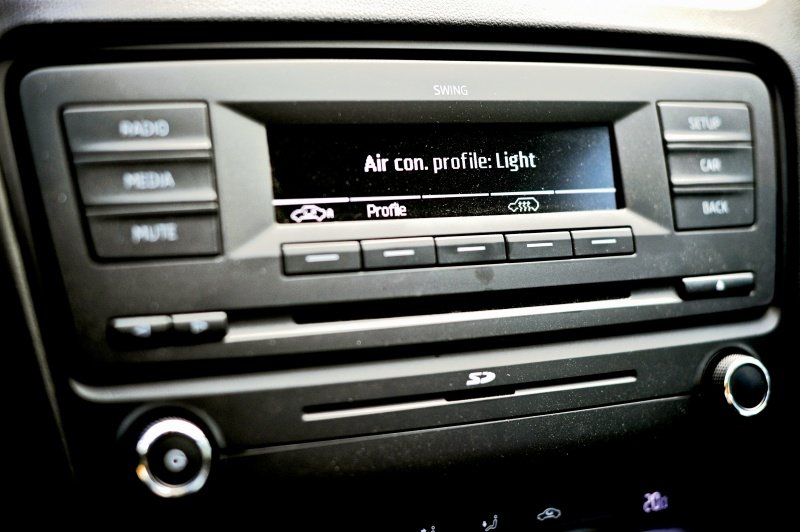 SWING
RADIO
MEDIA
MUTE
Air con. profile: Light
Profile
SETUP
CAR
BACK
SD